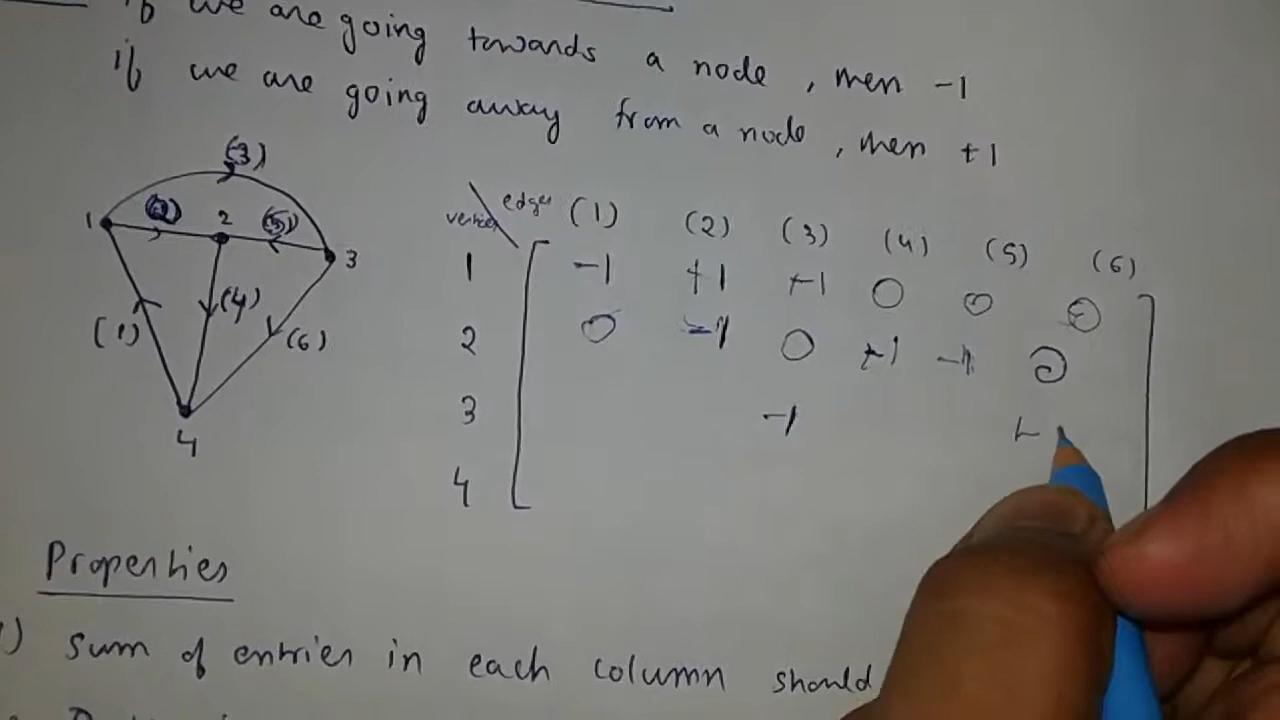 if we are going towards a node, then -1
if we are going away from a node, then +1
(3)
1 (2) 2 (5) 3
(1) (4) (6)
4
vertices edges (1) (2) (3) (4) (5) (6)
1 -1 +1 +1 0 0 0
2 0 -1 0 +1 -1 0
3 -1 +
4
Properties
1) sum of entries in each column should